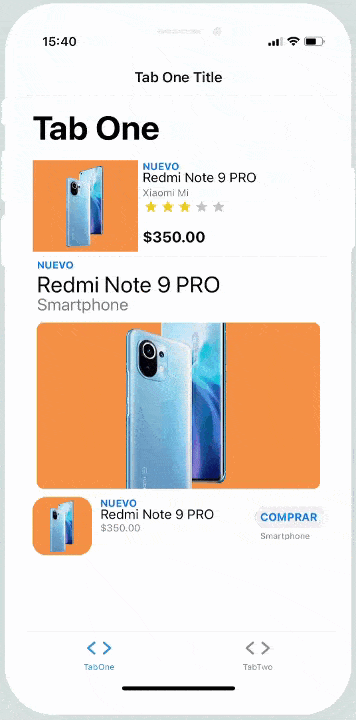 15:40
Tab One Title
Tab One
NUEVO
Redmi Note 9 PRO
Xiaomi Mi
$350.00
NUEVO
Redmi Note 9 PRO
Smartphone
NUEVO
Redmi Note 9 PRO
$350.00
COMPRAR
Smartphone
TabOne
TabTwo